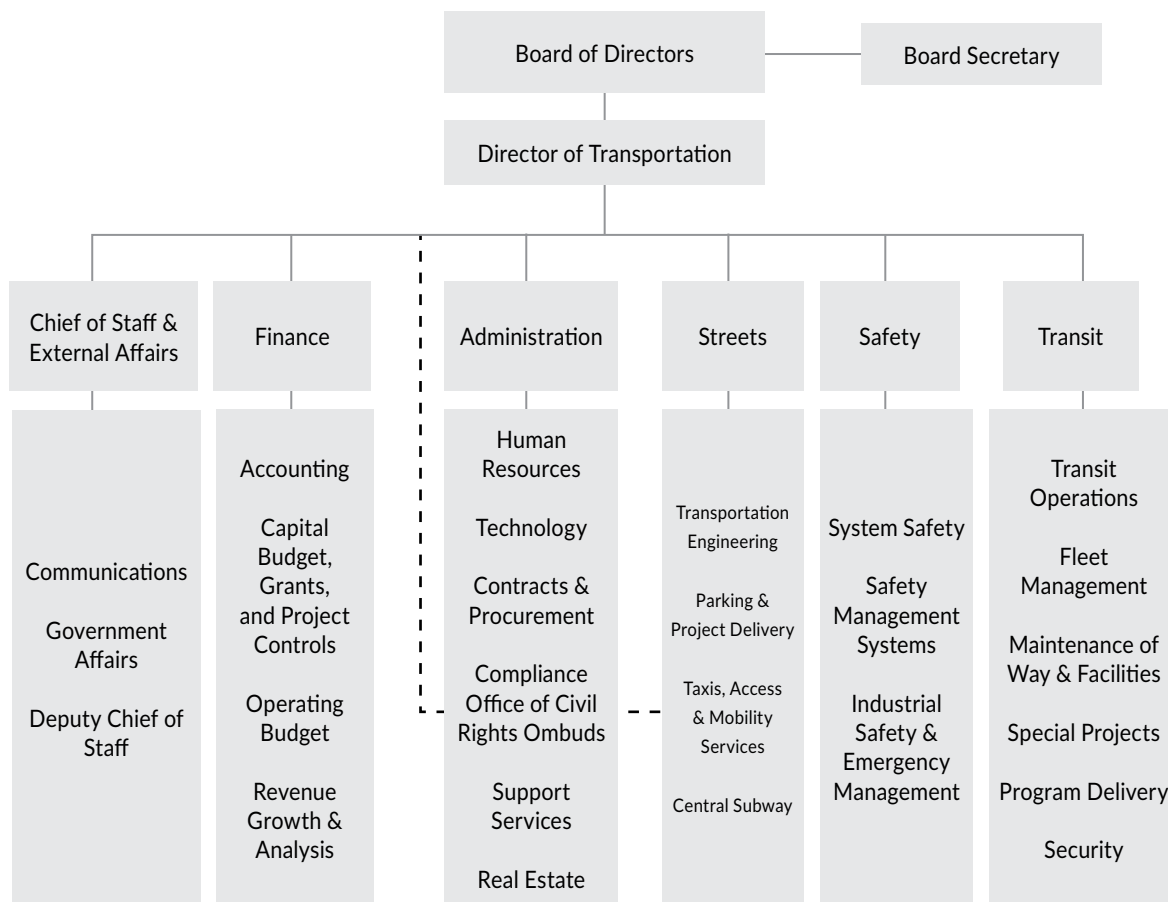 Board of Directors
Board Secretary
Director of Transportation
Chief of Staff &
External Affairs
Finance
Administration
Streets
Safety
Transit
Communications
Government
Affairs
Deputy Chief of
Staff
Accounting
Capital
Budget,
Grants,
and Project
Controls
Operating
Budget
Revenue
Growth &
Analysis
Human
Resources
Technology
Contracts &
Procurement
Compliance
Office of Civil
Rights Ombuds
Support
Services
Real Estate
Transportation
Engineering
Parking &
Project Delivery
Taxis, Access
& Mobility
Services
Central Subway
System Safety
Safety
Management
Systems
Industrial
Safety &
Emergency
Management
Transit
Operations
Fleet
Management
Maintenance of
Way & Facilities
Special Projects
Program Delivery
Security